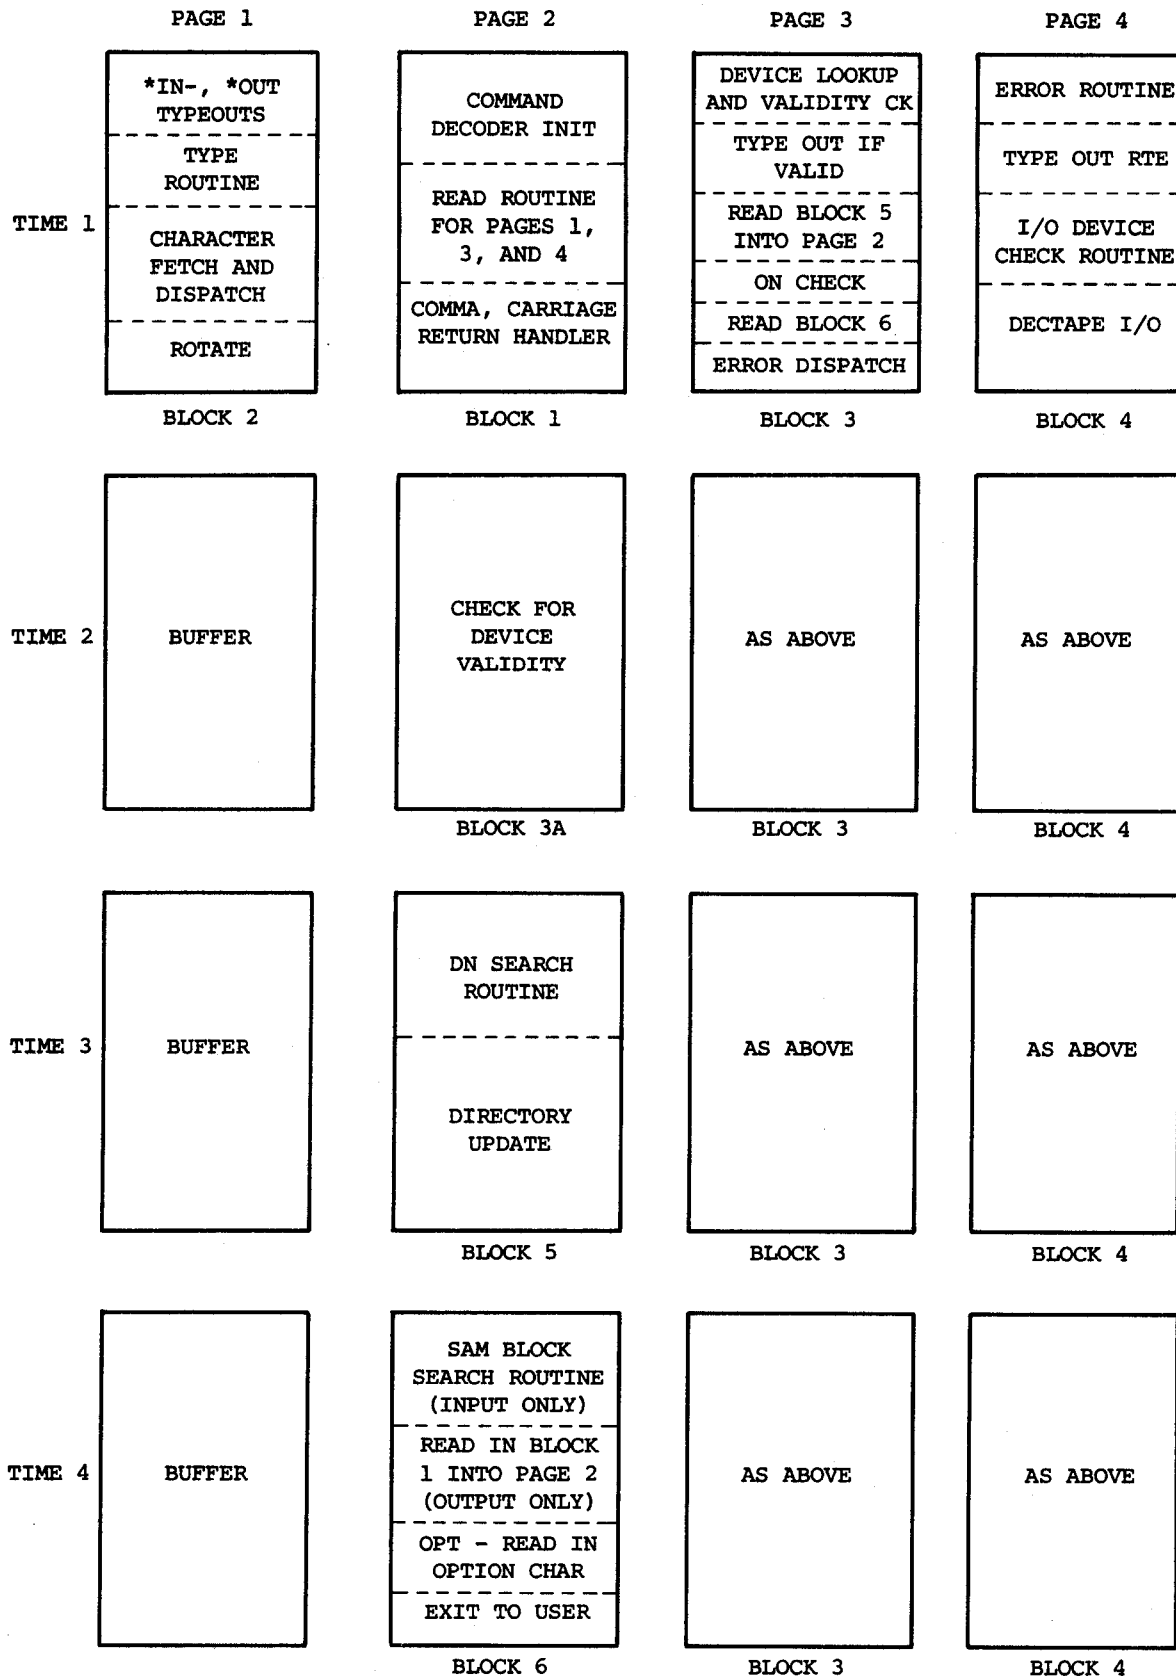 PAGE 1
PAGE 2
PAGE 3
PAGE 4
TIME 1
*IN-, *OUT
TYPEOUTS
TYPE
ROUTINE
CHARACTER
FETCH AND
DISPATCH
ROTATE
BLOCK 2
COMMAND
DECODER INIT
READ ROUTINE
FOR PAGES 1,
3, AND 4
COMMA, CARRIAGE
RETURN HANDLER
BLOCK 1
DEVICE LOOKUP
AND VALIDITY CK
TYPE OUT IF
VALID
READ BLOCK 5
INTO PAGE 2
ON CHECK
READ BLOCK 6
ERROR DISPATCH
BLOCK 3
ERROR ROUTINE
TYPE OUT RTE
I/O DEVICE
CHECK ROUTINE
DECTAPE I/O
BLOCK 4
TIME 2
BUFFER
CHECK FOR
DEVICE
VALIDITY
BLOCK 3A
AS ABOVE
BLOCK 3
AS ABOVE
BLOCK 4
TIME 3
BUFFER
DN SEARCH
ROUTINE
DIRECTORY
UPDATE
BLOCK 5
AS ABOVE
BLOCK 3
AS ABOVE
BLOCK 4
TIME 4
BUFFER
SAM BLOCK
SEARCH ROUTINE
(INPUT ONLY)
READ IN BLOCK
1 INTO PAGE 2
(OUTPUT ONLY)
OPT - READ IN
OPTION CHAR
EXIT TO USER
BLOCK 6
AS ABOVE
BLOCK 3
AS ABOVE
BLOCK 4